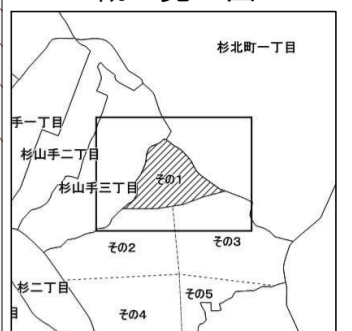 杉北町一丁目
手一丁目
杉山手二丁目
杉山手三丁目
その1
その2
その3
杉二丁目
その5
その4
目